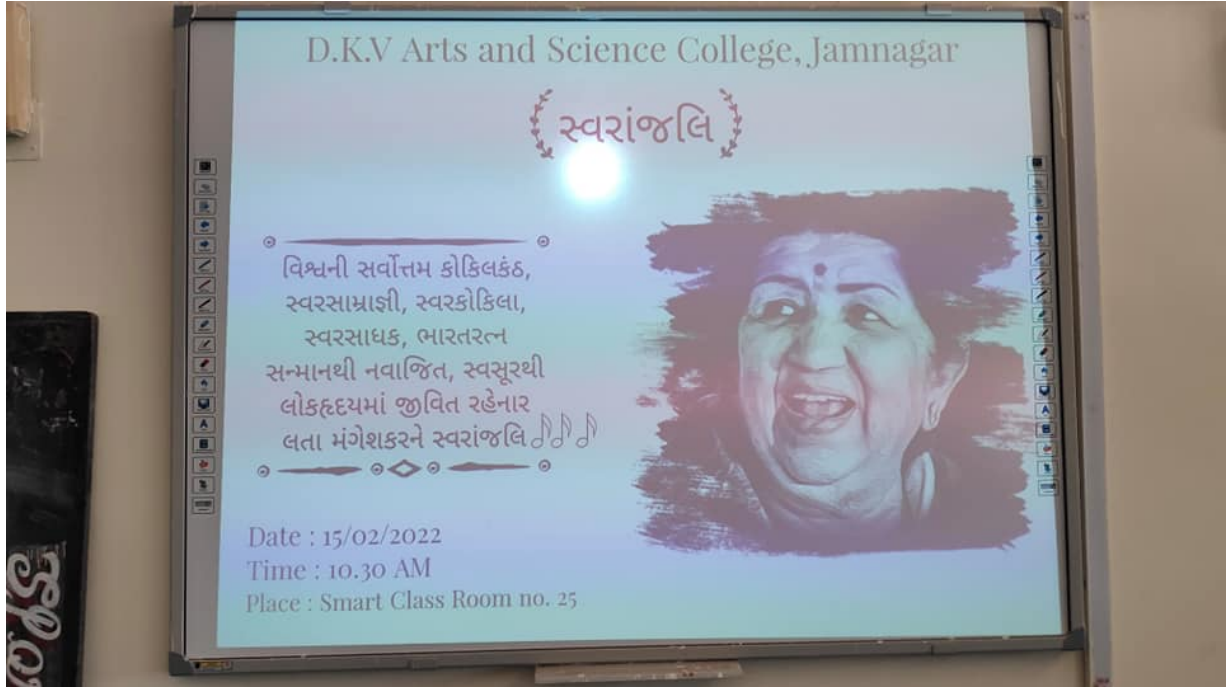 D.K.V Arts and Science College, Jamnagar
સ્વરાંજલિ
વિશ્વની સર્વોત્તમ કોકિલકંઠ,
સ્વરસામ્રાજ્ઞી, સ્વરકોકિલા,
સ્વરસાધક, ભારતરત્ન
સન્માનથી નવાજિત, સ્વસૂરથી
લોકહૃદયમાં જીવિત રહેનાર
લતા મંગેશકરને સ્વરાંજલિ
Date : 15/02/2022
Time : 10.30 AM
Place : Smart Class Room no. 25